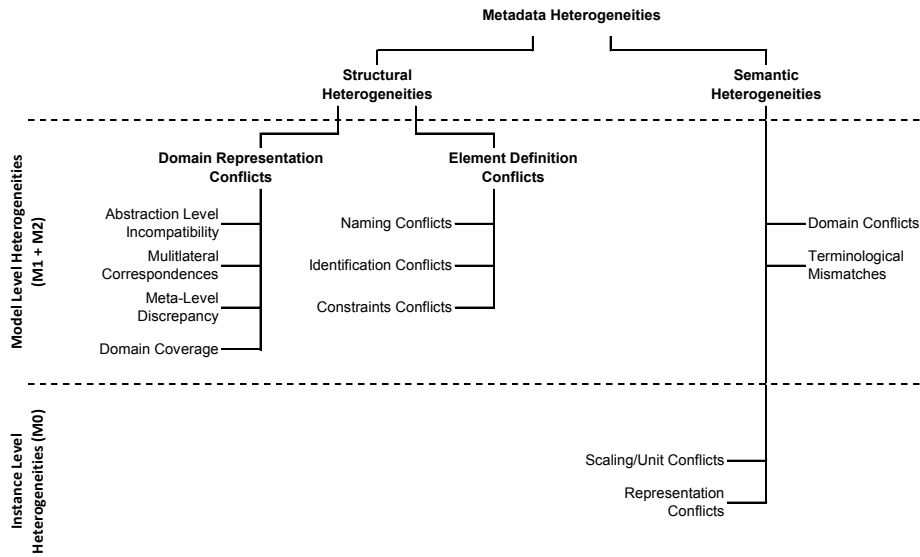 Metadata Heterogeneities
Structural
Heterogeneities
Semantic
Heterogeneities
Model Level Heterogeneities
(M1 + M2)
Domain Representation
Conflicts
Element Definition
Conflicts
Abstraction Level
Incompatibility
Mulitlateral
Correspondences
Meta-Level
Discrepancy
Domain Coverage
Naming Conflicts
Identification Conflicts
Constraints Conflicts
Domain Conflicts
Terminological
Mismatches
Instance Level
Heterogeneities (M0)
Scaling/Unit Conflicts
Representation
Conflicts